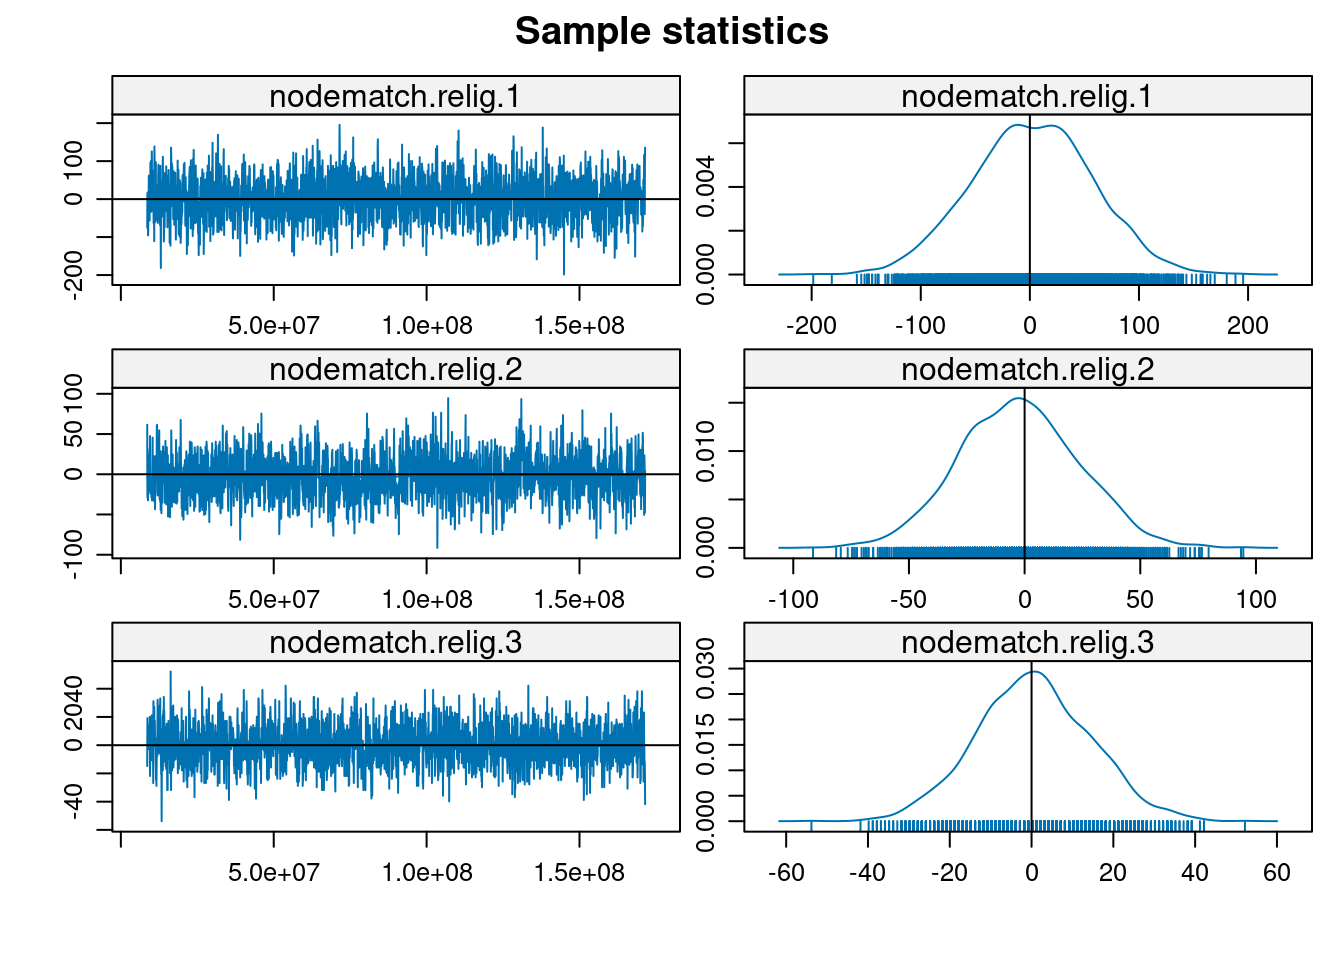 Sample statistics
nodematch.relig.1 nodematch.relig.1
-200 0 100
5.0e+07 1.0e+08 1.5e+08
0.000 0.004
-200 -100 0 100 200
nodematch.relig.2 nodematch.relig.2
-100 0 50 100
5.0e+07 1.0e+08 1.5e+08
0.000 0.010
-100 -50 0 50 100
nodematch.relig.3 nodematch.relig.3
-40 0 20 40
5.0e+07 1.0e+08 1.5e+08
0.000 0.015 0.030
-60 -40 -20 0 20 40 60